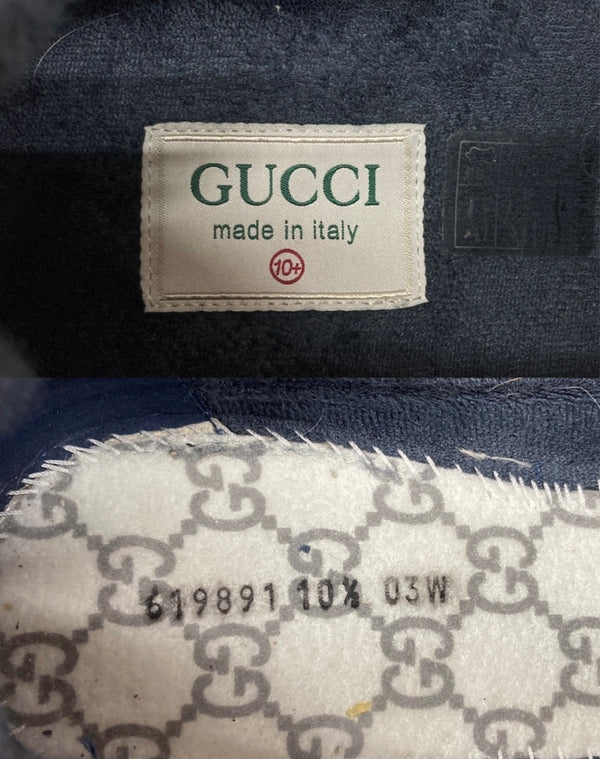 GUCCI
made in italy
10+
619891 10½ 03W